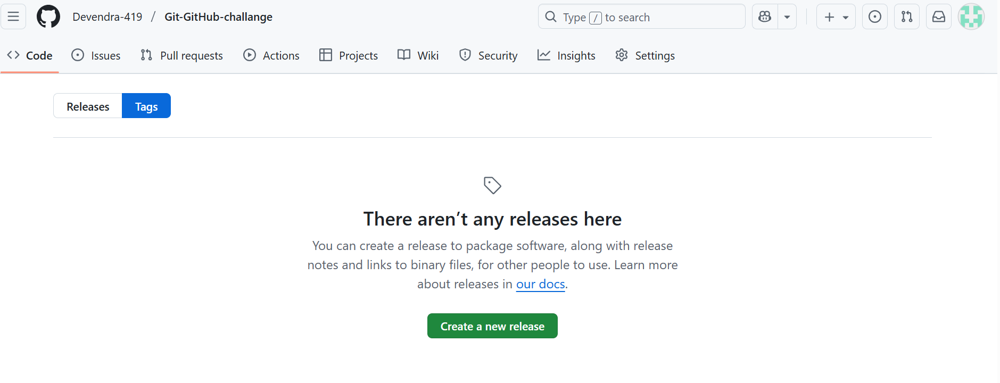 Devendra-419 / Git-GitHub-challange
Type / to search
Code Issues Pull requests Actions Projects Wiki Security Insights Settings
Releases Tags
There aren’t any releases here
You can create a release to package software, along with release
notes and links to binary files, for other people to use. Learn more
about releases in our docs.
Create a new release